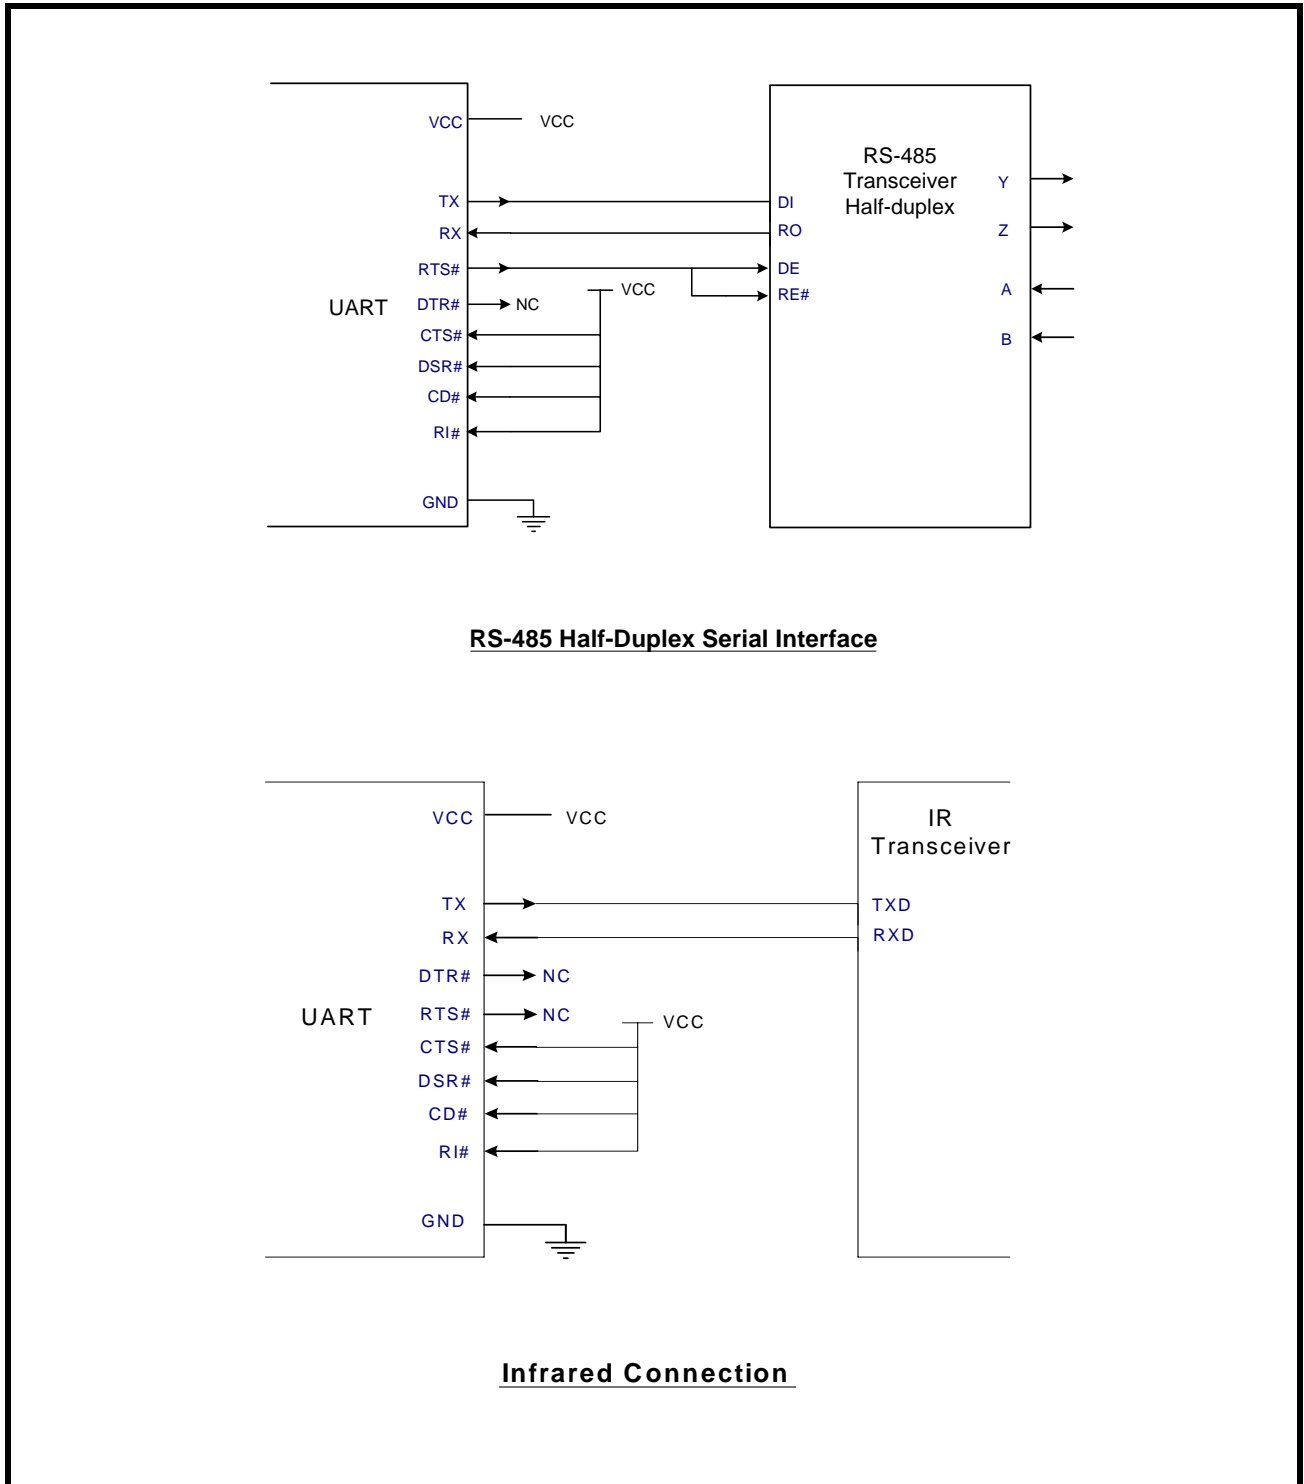 VCC VCC
TX
RX
RTS#
DTR# NC
CTS#
DSR#
CD#
RI#
GND
UART
VCC
RS-485
Transceiver
Half-duplex
DI
RO
DE
RE#
Y
Z
A
B
RS-485 Half-Duplex Serial Interface
VCC VCC
TX
RX
DTR# NC
RTS# NC
CTS#
DSR#
CD#
RI#
GND
UART
VCC
IR
Transceiver
TXD
RXD
Infrared Connection